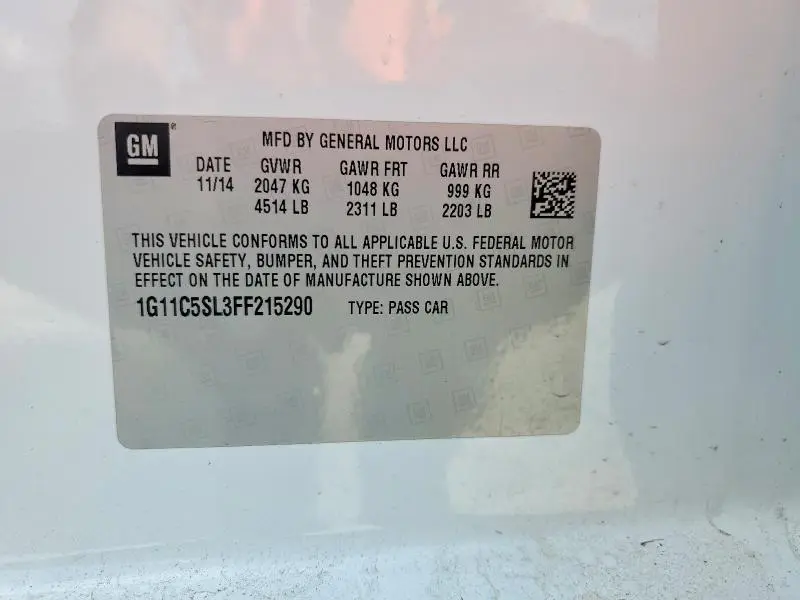 GM
MFD BY GENERAL MOTORS LLC
DATE GVWR GAWR FRT GAWR RR
11/14 2047 KG 1048 KG 999 KG
4514 LB 2311 LB 2203 LB
THIS VEHICLE CONFORMS TO ALL APPLICABLE U.S. FEDERAL MOTOR
VEHICLE SAFETY, BUMPER, AND THEFT PREVENTION STANDARDS IN
EFFECT ON THE DATE OF MANUFACTURE SHOWN ABOVE.
1G11C5SL3FF215290 TYPE: PASS CAR